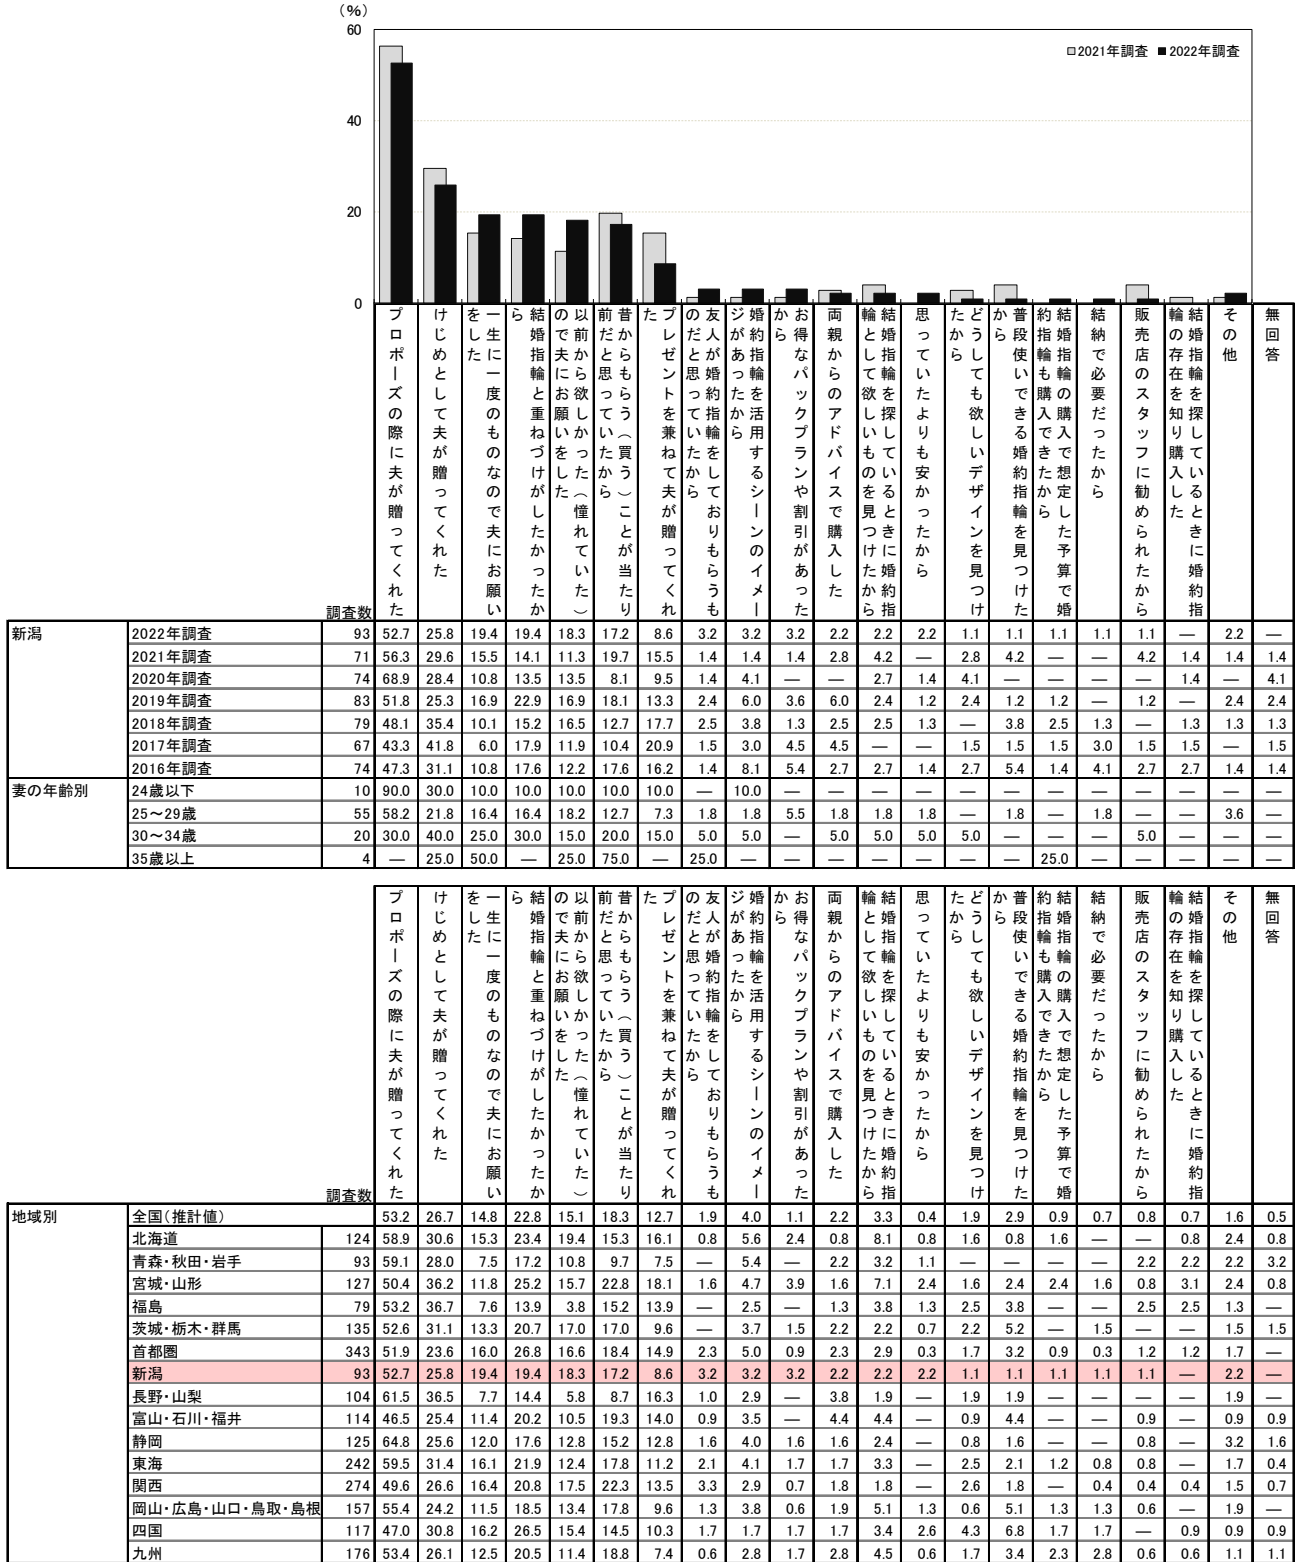 （%）
60
40
20
0
□2021年調査 ■2022年調査
調査数
プロポーズの際に夫が贈ってくれた
けじめとして夫が贈ってくれた
一生に一度のものなので夫にお願い
をした
結婚指輪と重ねづけがしたかったか
ら
以前から欲しかった（憧れていた）
ので夫にお願いをした
昔からもらう（買う）ことが当たり
前だと思っていたから
プレゼントを兼ねて夫が贈ってくれ
た
友人が婚約指輪をしておりもらうも
のだと思っていたから
婚約指輪を活用するシーンのイメー
ジがあったから
お得なパックプランや割引があった
から
両親からのアドバイスで購入した
結婚指輪を探しているときに婚約指
輪として欲しいものを見つけたから
思っていたよりも安かったから
どうしても欲しいデザインを見つけ
たから
普段使いできる婚約指輪を見つけた
から
結婚指輪の購入で想定した予算で婚
約指輪も購入できたから
結納で必要だったから
販売店のスタッフに勧められたから
結婚指輪を探しているときに婚約指
輪の存在を知り購入した
その他
無回答
新潟 2022年調査 93 52.7 25.8 19.4 19.4 18.3 17.2 8.6 3.2 3.2 3.2 2.2 2.2 2.2 1.1 1.1 1.1 1.1 1.1 — 2.2 —
2021年調査 71 56.3 29.6 15.5 14.1 11.3 19.7 15.5 1.4 1.4 1.4 2.8 4.2 — 2.8 4.2 — — 4.2 1.4 1.4 1.4
2020年調査 74 68.9 28.4 10.8 13.5 13.5 8.1 9.5 1.4 4.1 — — 2.7 1.4 4.1 — — — — 1.4 — 4.1
2019年調査 83 51.8 25.3 16.9 22.9 16.9 18.1 13.3 2.4 6.0 3.6 6.0 2.4 1.2 2.4 1.2 1.2 — 1.2 — 2.4 2.4
2018年調査 79 48.1 35.4 10.1 15.2 16.5 12.7 17.7 2.5 3.8 1.3 2.5 2.5 1.3 — 3.8 2.5 1.3 — 1.3 1.3 1.3
2017年調査 67 43.3 41.8 6.0 17.9 11.9 10.4 20.9 1.5 3.0 4.5 4.5 — — 1.5 1.5 1.5 3.0 1.5 1.5 — 1.5
2016年調査 74 47.3 31.1 10.8 17.6 12.2 17.6 16.2 1.4 8.1 5.4 2.7 2.7 1.4 2.7 5.4 1.4 4.1 2.7 2.7 1.4 1.4
妻の年齢別 24歳以下 10 90.0 30.0 10.0 10.0 10.0 10.0 10.0 — 10.0 — — — — — — — — — — — —
25～29歳 55 58.2 21.8 16.4 16.4 18.2 12.7 7.3 1.8 1.8 5.5 1.8 1.8 1.8 — 1.8 — 1.8 — — 3.6 —
30～34歳 20 30.0 40.0 25.0 30.0 15.0 20.0 15.0 5.0 5.0 — 5.0 5.0 5.0 5.0 — — — 5.0 — — —
35歳以上 4 — 25.0 50.0 — 25.0 75.0 — 25.0 — — — — — — — 25.0 — — — — —
調査数
プロポーズの際に夫が贈ってくれた
けじめとして夫が贈ってくれた
一生に一度のものなので夫にお願い
をした
結婚指輪と重ねづけがしたかったか
ら
以前から欲しかった（憧れていた）
ので夫にお願いをした
昔からもらう（買う）ことが当たり
前だと思っていたから
プレゼントを兼ねて夫が贈ってくれ
た
友人が婚約指輪をしておりもらうも
のだと思っていたから
婚約指輪を活用するシーンのイメー
ジがあったから
お得なパックプランや割引があった
から
両親からのアドバイスで購入した
結婚指輪を探しているときに婚約指
輪として欲しいものを見つけたから
思っていたよりも安かったから
どうしても欲しいデザインを見つけ
たから
普段使いできる婚約指輪を見つけた
から
結婚指輪の購入で想定した予算で婚
約指輪も購入できたから
結納で必要だったから
販売店のスタッフに勧められたから
結婚指輪を探しているときに婚約指
輪の存在を知り購入した
その他
無回答
地域別 全国（推計値） 53.2 26.7 14.8 22.8 15.1 18.3 12.7 1.9 4.0 1.1 2.2 3.3 0.4 1.9 2.9 0.9 0.7 0.8 0.7 1.6 0.5
北海道 124 58.9 30.6 15.3 23.4 19.4 15.3 16.1 0.8 5.6 2.4 0.8 8.1 0.8 1.6 0.8 1.6 — — 0.8 2.4 0.8
青森・秋田・岩手 93 59.1 28.0 7.5 17.2 10.8 9.7 7.5 — 5.4 — 2.2 3.2 1.1 — — — — 2.2 2.2 2.2 3.2
宮城・山形 127 50.4 36.2 11.8 25.2 15.7 22.8 18.1 1.6 4.7 3.9 1.6 7.1 2.4 1.6 2.4 2.4 1.6 0.8 3.1 2.4 0.8
福島 79 53.2 36.7 7.6 13.9 3.8 15.2 13.9 — 2.5 — 1.3 3.8 1.3 2.5 3.8 — — 2.5 2.5 1.3 —
茨城・栃木・群馬 135 52.6 31.1 13.3 20.7 17.0 17.0 9.6 — 3.7 1.5 2.2 2.2 0.7 2.2 5.2 — 1.5 — — 1.5 1.5
首都圏 343 51.9 23.6 16.0 26.8 16.6 18.4 14.9 2.3 5.0 0.9 2.3 2.9 0.3 1.7 3.2 0.9 0.3 1.2 1.2 1.7 —
新潟 93 52.7 25.8 19.4 19.4 18.3 17.2 8.6 3.2 3.2 3.2 2.2 2.2 2.2 1.1 1.1 1.1 1.1 1.1 — 2.2 —
長野・山梨 104 61.5 36.5 7.7 14.4 5.8 8.7 16.3 1.0 2.9 — 3.8 1.9 — 1.9 1.9 — — — — 1.9 —
富山・石川・福井 114 46.5 25.4 11.4 20.2 10.5 19.3 14.0 0.9 3.5 — 4.4 4.4 — 0.9 4.4 — — 0.9 — 0.9 0.9
静岡 125 64.8 25.6 12.0 17.6 12.8 15.2 12.8 1.6 4.0 1.6 1.6 2.4 — 0.8 1.6 — — 0.8 — 3.2 1.6
東海 242 59.5 31.4 16.1 21.9 12.4 17.8 11.2 2.1 4.1 1.7 1.7 3.3 — 2.5 2.1 1.2 0.8 0.8 — 1.7 0.4
関西 274 49.6 26.6 16.4 20.8 17.5 22.3 13.5 3.3 2.9 0.7 1.8 1.8 — 2.6 1.8 — 0.4 0.4 0.4 1.5 0.7
岡山・広島・山口・鳥取・島根 157 55.4 24.2 11.5 18.5 13.4 17.8 9.6 1.3 3.8 0.6 1.9 5.1 1.3 0.6 5.1 1.3 1.3 0.6 — 1.9 —
四国 117 47.0 30.8 16.2 26.5 15.4 14.5 10.3 1.7 1.7 1.7 1.7 3.4 2.6 4.3 6.8 1.7 1.7 — 0.9 0.9 0.9
九州 176 53.4 26.1 12.5 20.5 11.4 18.8 7.4 0.6 2.8 1.7 2.8 4.5 0.6 1.7 3.4 2.3 2.8 0.6 0.6 1.1 1.1